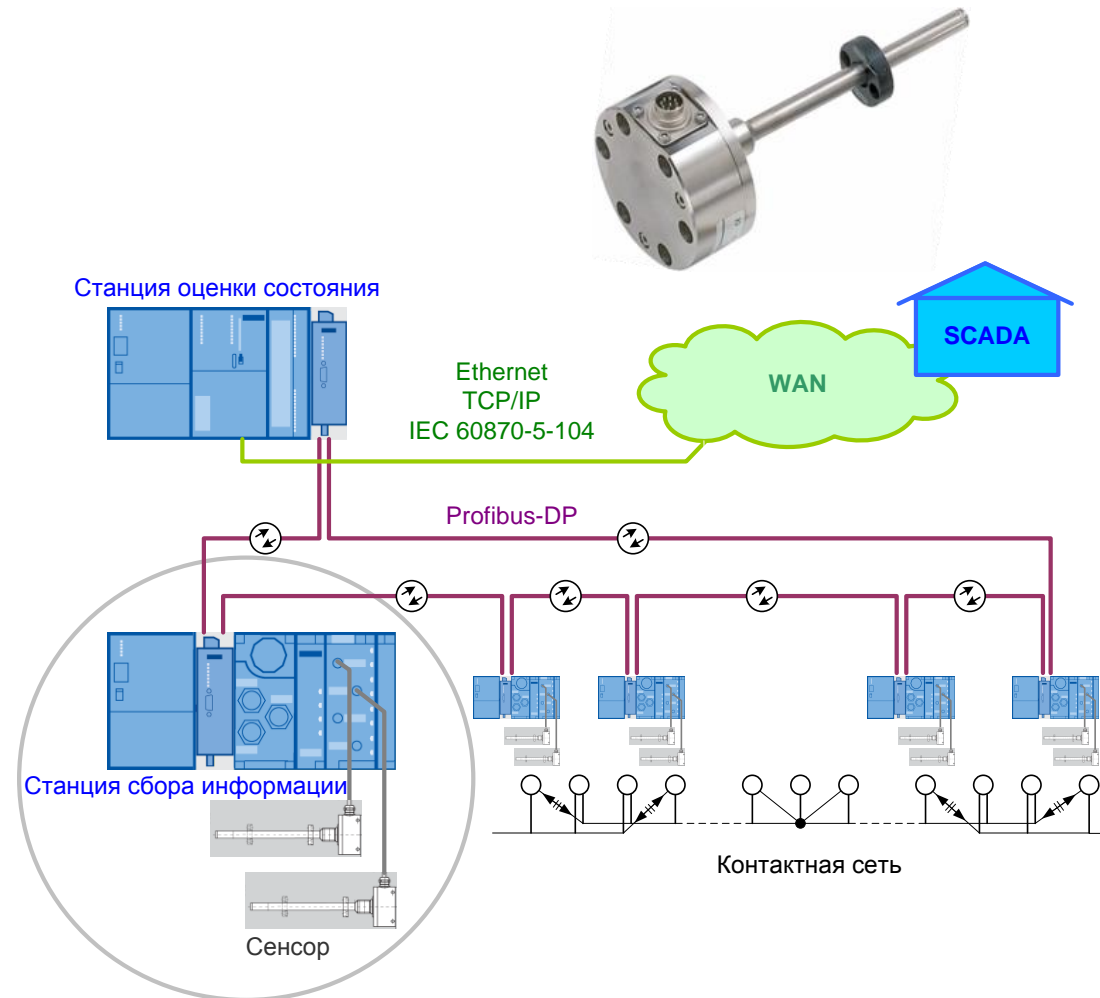 Станция оценки состояния
SCADA
Ethernet
TCP/IP
IEC 60870-5-104
WAN
Profibus-DP
Станция сбора информации
Контактная сеть
Сенсор